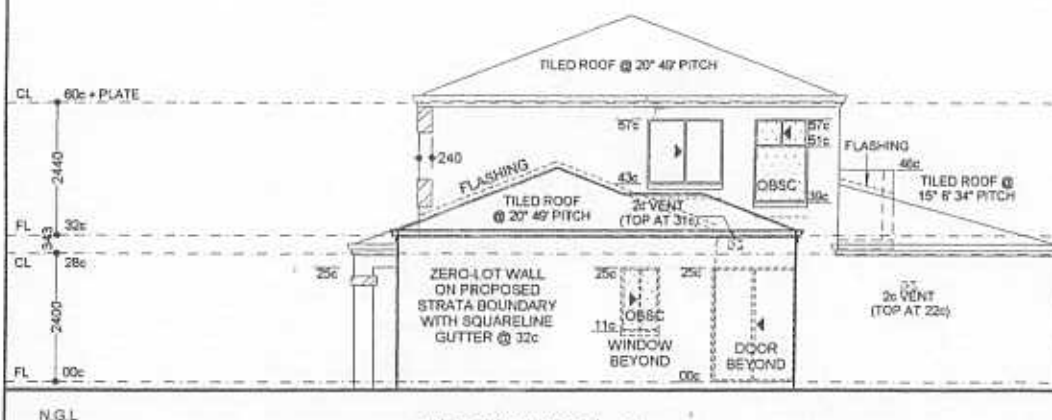 TILED ROOF @ 20° 49' PITCH
CL 60c + PLATE
57c
57c
51c
FLASHING
46c
240
2440
FLASHING
43c
OBSC
39c
TILED ROOF @
15° 6' 34" PITCH
TILED ROOF
@ 20° 49' PITCH
2c VENT
(TOP AT 31c)
FL 32c
343
CL 28c
25c
ZERO-LOT WALL
ON PROPOSED
STRATA BOUNDARY
WITH SQUARELINE
GUTTER @ 32c
25c
25c
OBSC
11c
WINDOW
BEYOND
DOOR
BEYOND
2c VENT
(TOP AT 22c)
2400
FL 00c
00c
N.G.L